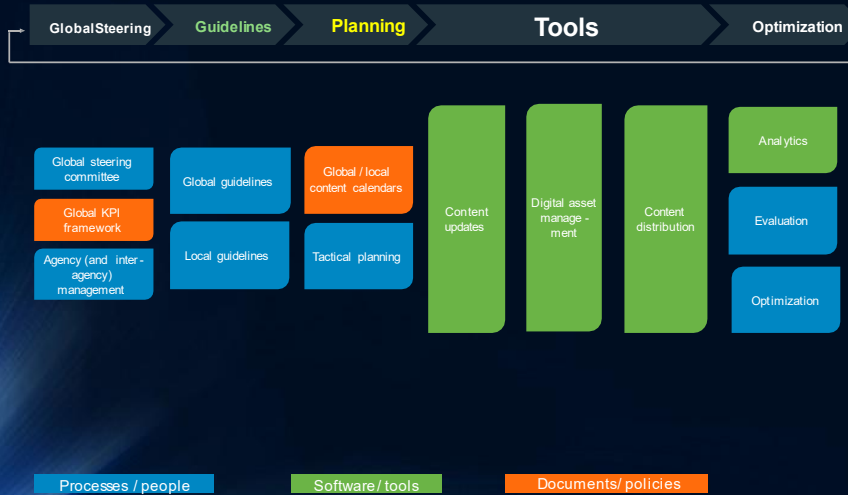 GlobalSteering
Guidelines
Planning
Tools
Optimization
Global steering
committee
Global KPI
framework
Agency (and inter-
agency)
management
Global guidelines
Local guidelines
Global / local
content calendars
Tactical planning
Content
updates
Digital asset
manage -
ment
Content
distribution
Analytics
Evaluation
Optimization
Processes / people
Software / tools
Documents/ policies